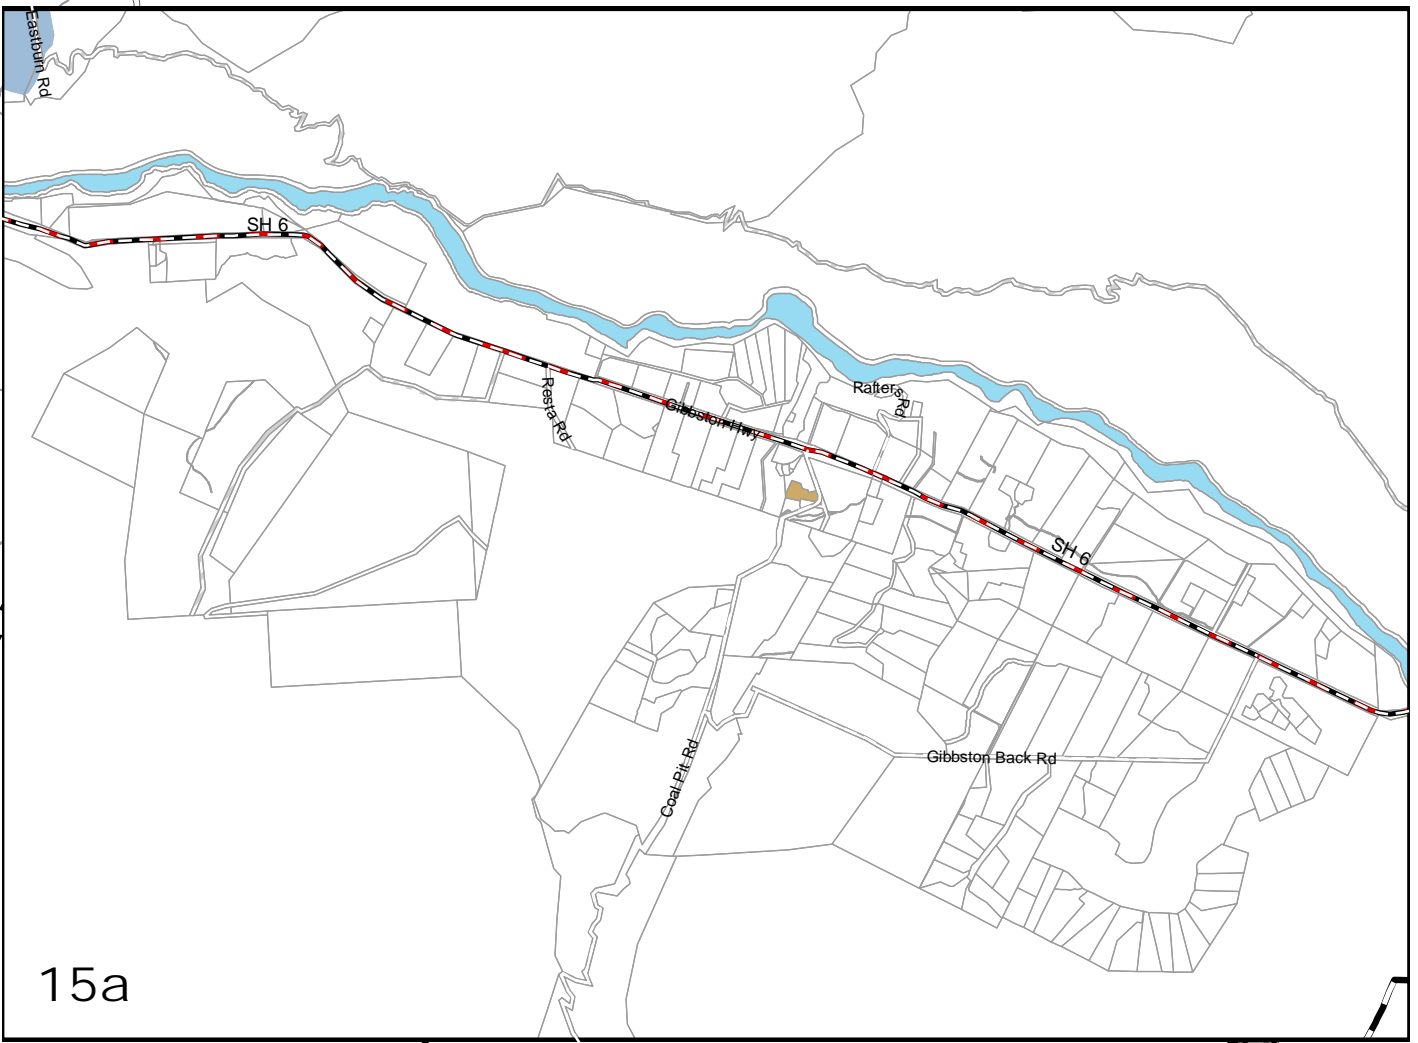 Eastburn Rd
SH 6
Resta Rd
Gibbston Hwy
Rafters Rd
SH 6
Coal Pit Rd
Gibbston Back Rd
15a